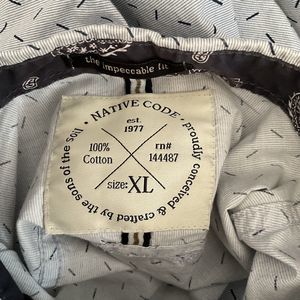 the impeccable fit
· NATIVE CODE · proudly conceived & crafted by the sons of the soil
est.
1977
100%
Cotton
rn#
144487
size: XL